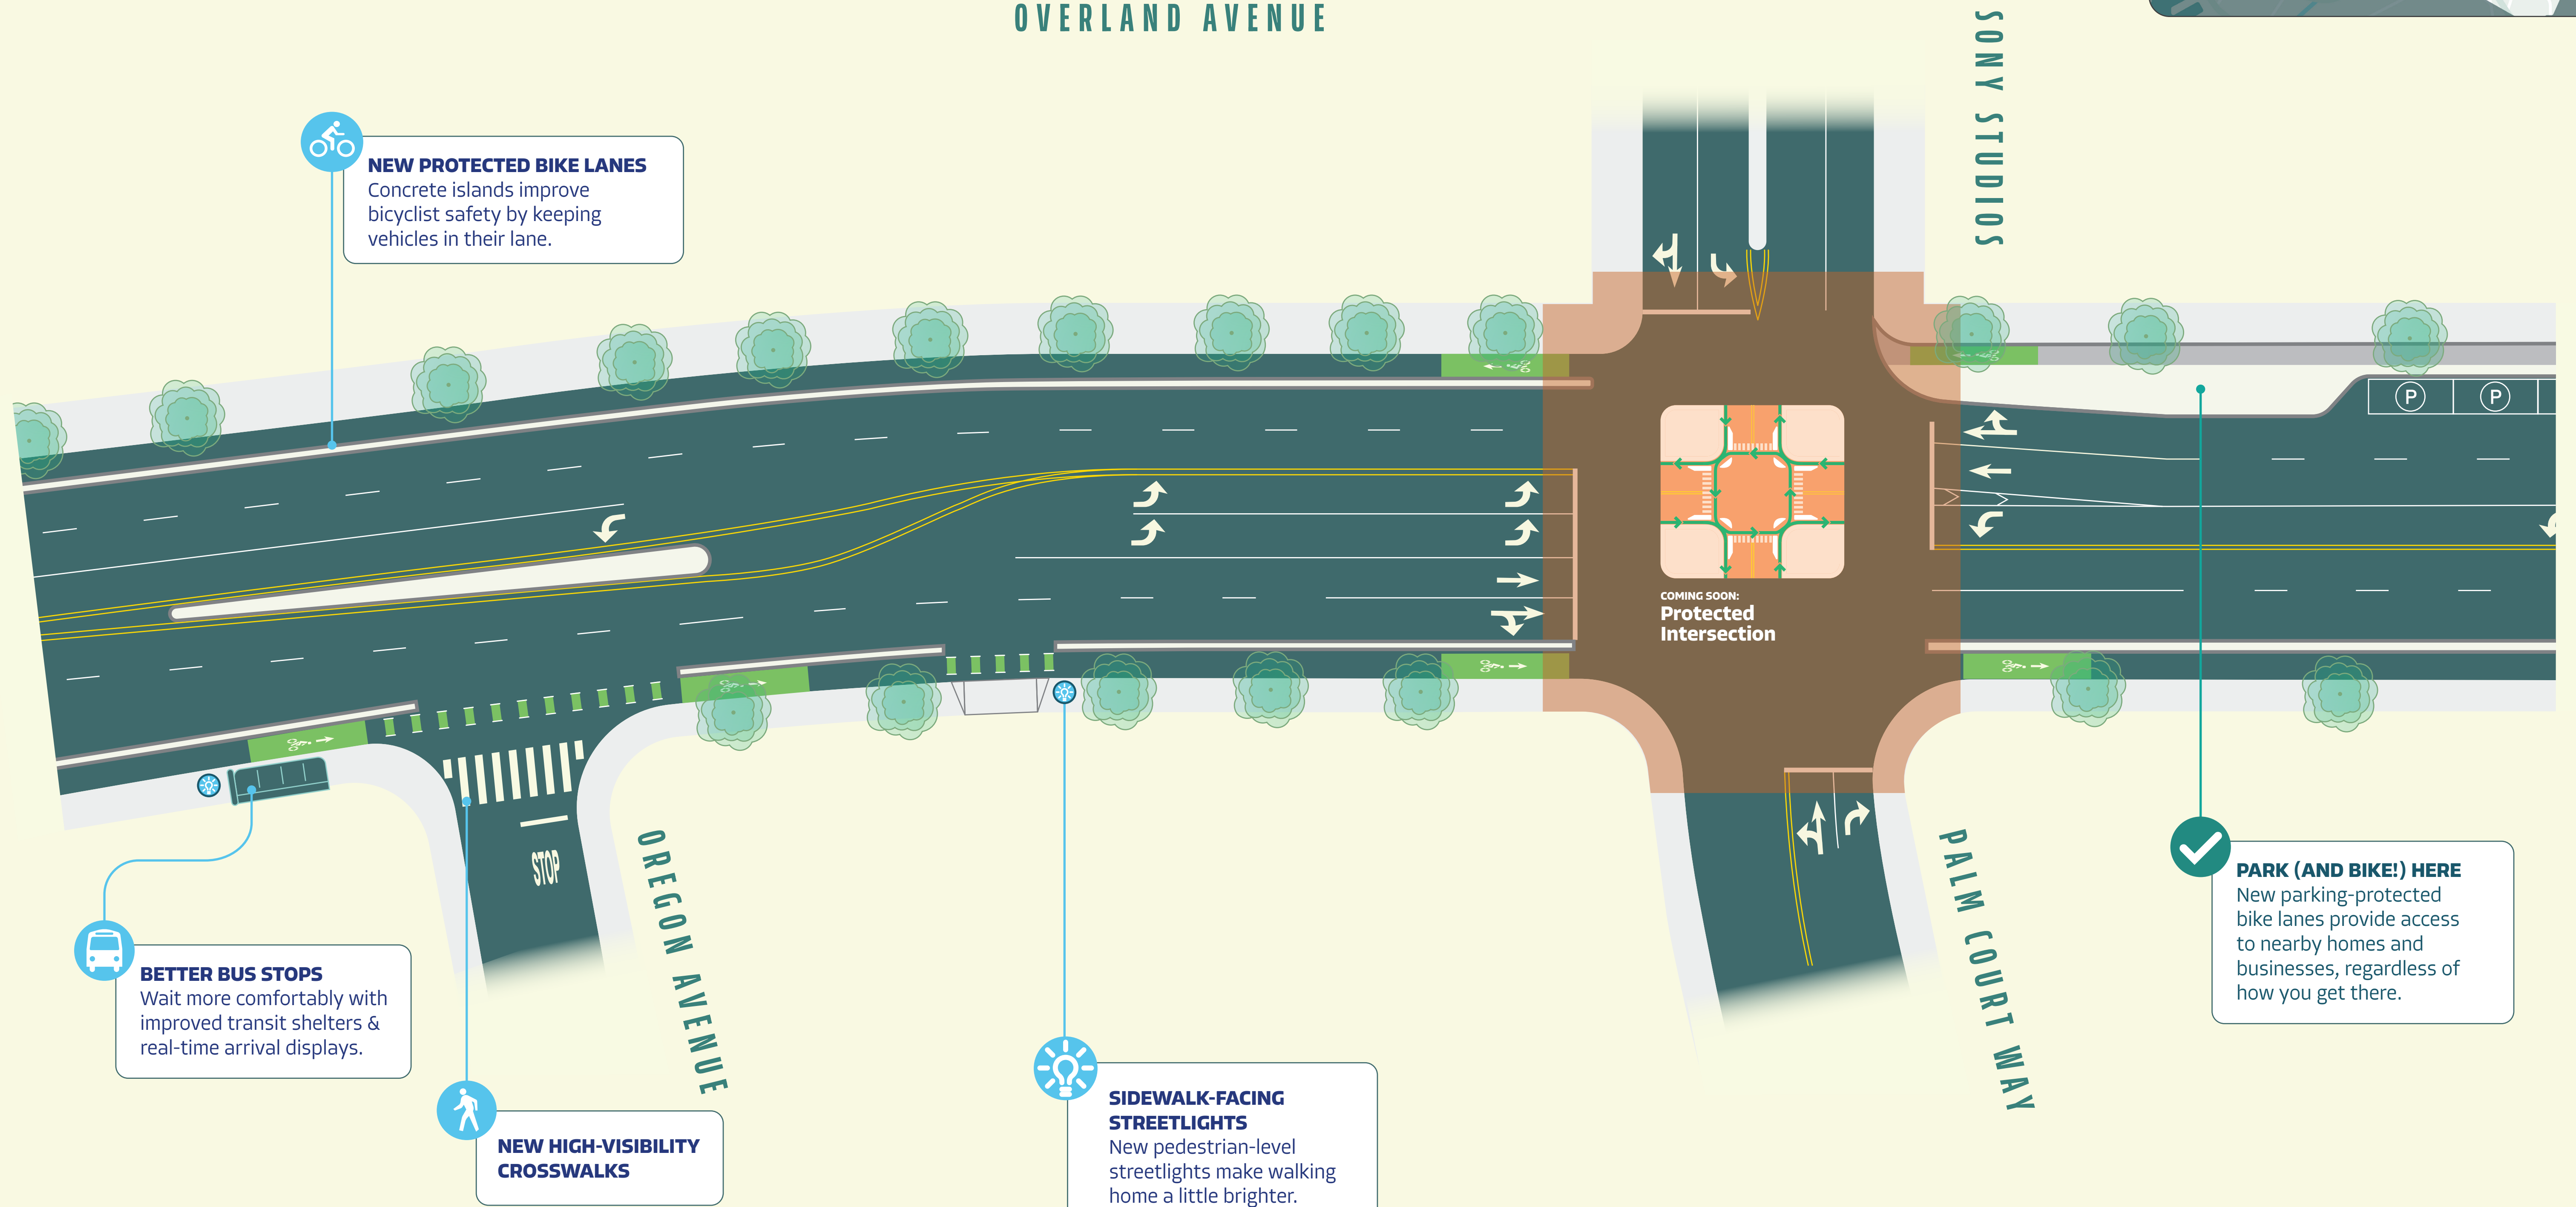 OVERLAND AVENUE
SONY STUDIOS
NEW PROTECTED BIKE LANES
Concrete islands improve
bicyclist safety by keeping
vehicles in their lane.
P
P
COMING SOON:
Protected
Intersection
STOP
OREGON AVENUE
PALM COURT WAY
PARK (AND BIKE!) HERE
New parking-protected
bike lanes provide access
to nearby homes and
businesses, regardless of
how you get there.
BETTER BUS STOPS
Wait more comfortably with
improved transit shelters &
real-time arrival displays.
NEW HIGH-VISIBILITY
CROSSWALKS
SIDEWALK-FACING
STREETLIGHTS
New pedestrian-level
streetlights make walking
home a little brighter.